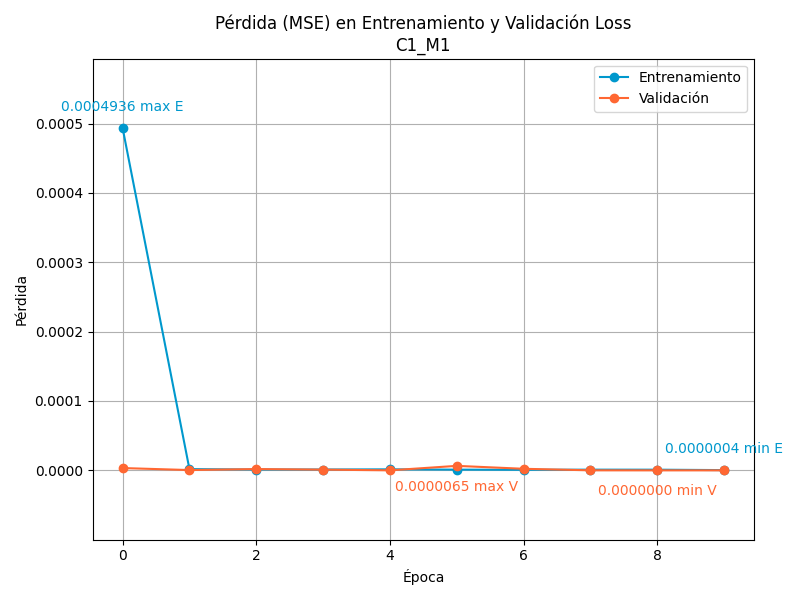 Pérdida (MSE) en Entrenamiento y Validación Loss
C1_M1
Entrenamiento
Validación
0.0004936 max E
0.0005
0.0004
0.0003
0.0002
0.0001
0.0000
Pérdida
0.0000004 min E
0.0000065 max V
0.0000000 min V
0
2
4
6
8
Época